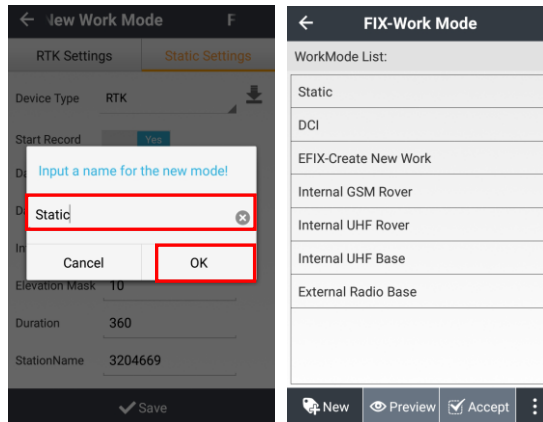 New Work Mode F
RTK Settings Static Settings
Device Type RTK
Start Record Yes
Input a name for the new mode!
Static
Cancel OK
Elevation Mask 10
Duration 360
StationName 3204669
Save
FIX-Work Mode
WorkMode List:
Static
DCI
EFIX-Create New Work
Internal GSM Rover
Internal UHF Rover
Internal UHF Base
External Radio Base
New Preview Accept